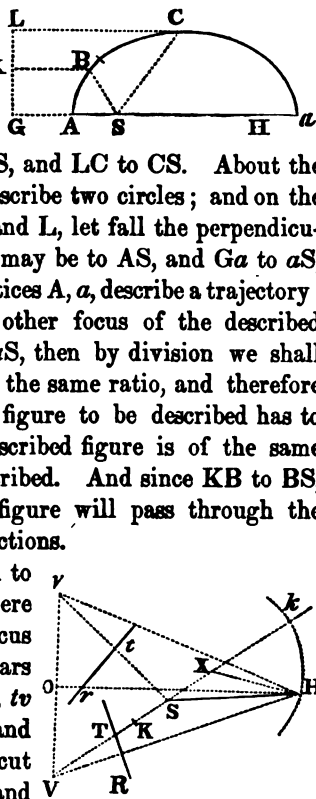 L C
B
G A S H a
S, and LC to CS. About the
scribe two circles; and on the
and L, let fall the perpendicu-
may be to AS, and Ga to aS
tices A, a, describe a trajectory
other focus of the described
aS, then by division we shall
the same ratio, and therefore
figure to be described has to
scribed figure is of the same
ribed. And since KB to BS,
figure will pass through the
ctions.
to
ere
cus
ars
tv
and
cut
and
v k
t
X
O r S H
T K
V R